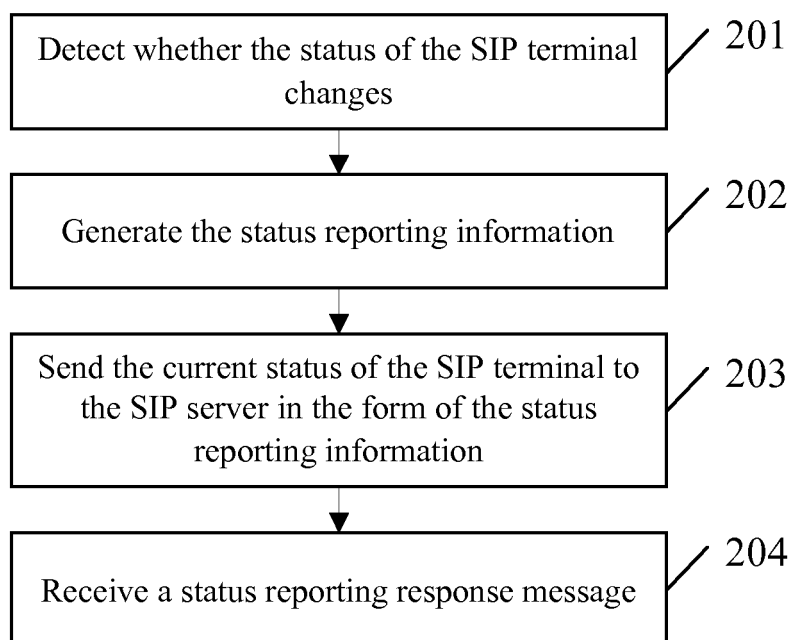 Detect whether the status of the SIP terminal
changes
201
Generate the status reporting information
202
Send the current status of the SIP terminal to
the SIP server in the form of the status
reporting information
203
Receive a status reporting response message
204